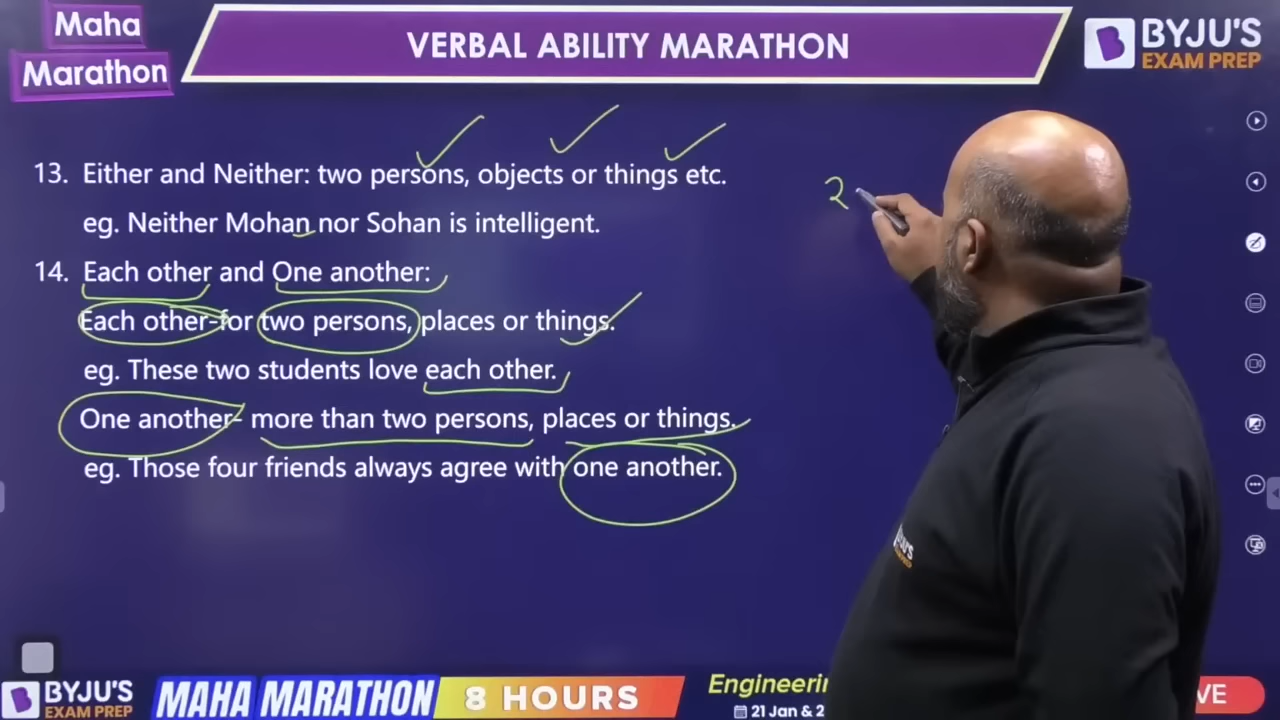 Maha
Marathon
VERBAL ABILITY MARATHON
BYJU'S
EXAM PREP
13. Either and Neither: two persons, objects or things etc.
2
eg. Neither Mohan nor Sohan is intelligent.
14. Each other and One another:
Each other-for two persons, places or things.
eg. These two students love each other.
One another- more than two persons, places or things.
eg. Those four friends always agree with one another.
BYJU'S
EXAM PREP
BYJU'S
EXAM PREP
MAHA MARATHON
8 HOURS
Engineerin
21 Jan & 2
VE